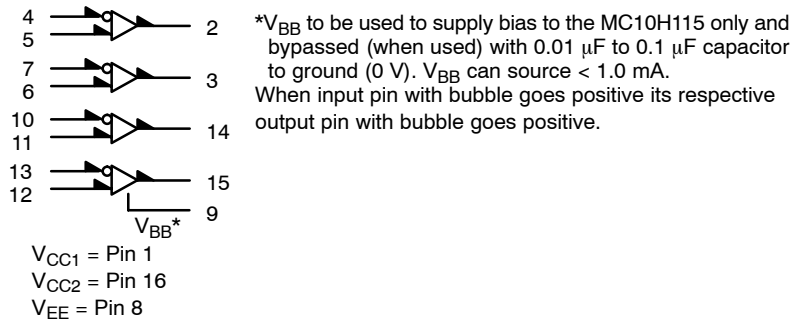 4
5
2
7
6
3
10
11
14
13
12
15
9
VBB*
VCC1 = Pin 1
VCC2 = Pin 16
VEE = Pin 8
*VBB to be used to supply bias to the MC10H115 only and
bypassed (when used) with 0.01 μF to 0.1 μF capacitor
to ground (0 V). VBB can source < 1.0 mA.
When input pin with bubble goes positive its respective
output pin with bubble goes positive.